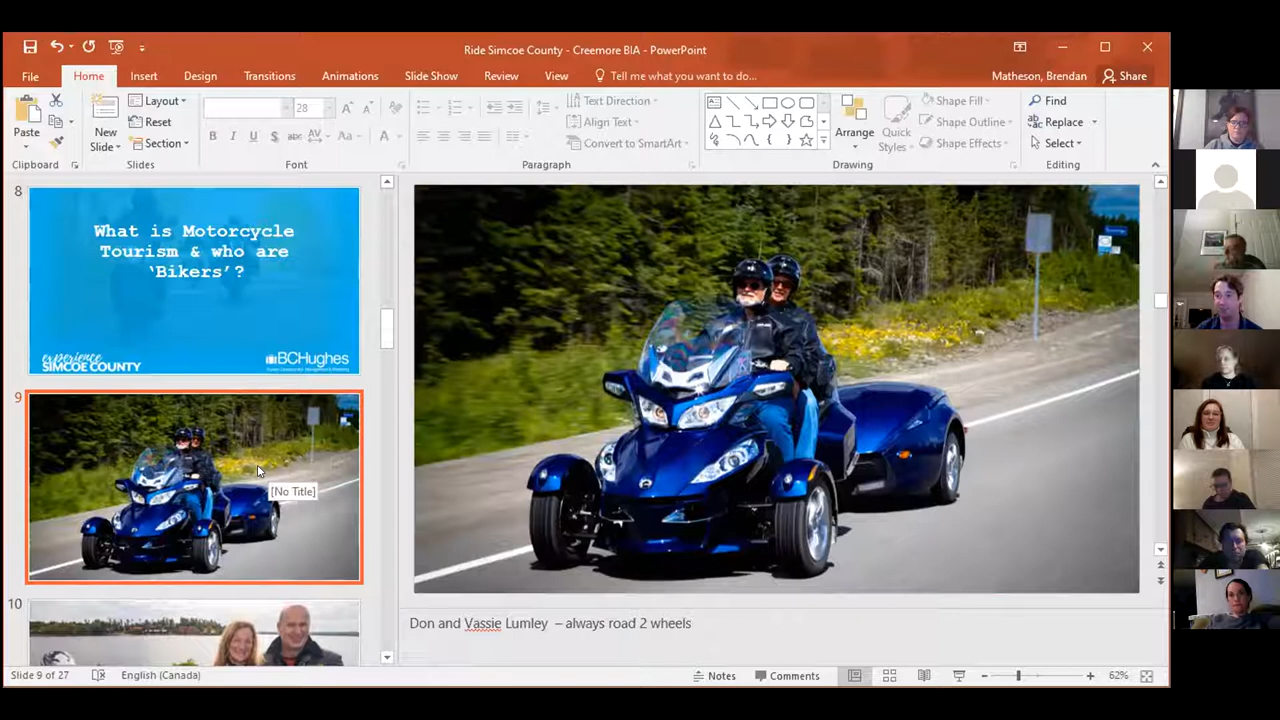 Ride Simcoe County - Creemore BIA - PowerPoint
File
Home
Insert
Design
Transitions
Animations
Slide Show
Review
View
Tell me what you want to do...
Matheson, Brendan
Share
Paste
New
Slide
Layout
Reset
Section
28
Aa
A
B
I
U
S
abc
AV
Text Direction
Align Text
Convert to SmartArt
Arrange
Quick
Styles
Shape Fill
Shape Outline
Shape Effects
Find
Replace
Select
Clipboard
Slides
Font
Paragraph
Drawing
Editing
8
What is Motorcycle
Tourism & who are
‘Bikers’?
experience
SIMCOE COUNTY
BCHughes
9
[No Title]
10
Don and Vassie Lumley – always road 2 wheels
Slide 9 of 27
English (Canada)
Notes
Comments
62%